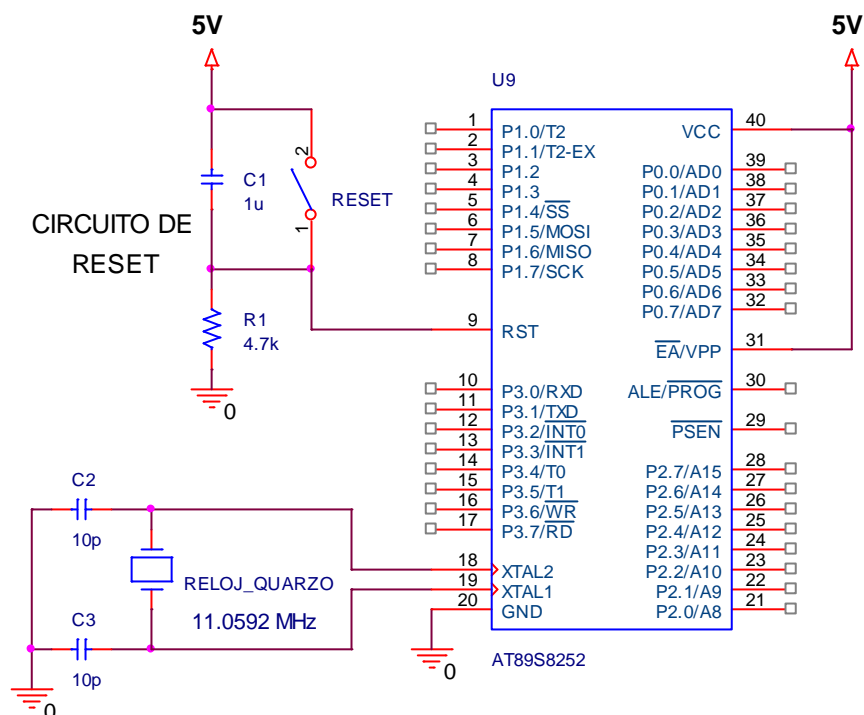 5V
5V
U9
C1
1u
2
1
RESET
CIRCUITO DE
RESET
R1
4.7k
0
1 P1.0/T2
2 P1.1/T2-EX
3 P1.2
4 P1.3
5 P1.4/S̅S̅
6 P1.5/MOSI
7 P1.6/MISO
8 P1.7/SCK
9 RST
10 P3.0/RXD
11 P3.1/TXD
12 P3.2/I̅N̅T̅0̅
13 P3.3/I̅N̅T̅1̅
14 P3.4/T0
15 P3.5/T1
16 P3.6/W̅R̅
17 P3.7/R̅D̅
18 XTAL2
19 XTAL1
20 GND
VCC 40
P0.0/AD0 39
P0.1/AD1 38
P0.2/AD2 37
P0.3/AD3 36
P0.4/AD4 35
P0.5/AD5 34
P0.6/AD6 33
P0.7/AD7 32
E̅A̅/VPP 31
ALE/P̅R̅O̅G̅ 30
P̅S̅E̅N̅ 29
P2.7/A15 28
P2.6/A14 27
P2.5/A13 26
P2.4/A12 25
P2.3/A11 24
P2.2/A10 23
P2.1/A9 22
P2.0/A8 21
AT89S8252
C2
10p
RELOJ_QUARZO
11.0592 MHz
C3
10p
0
0